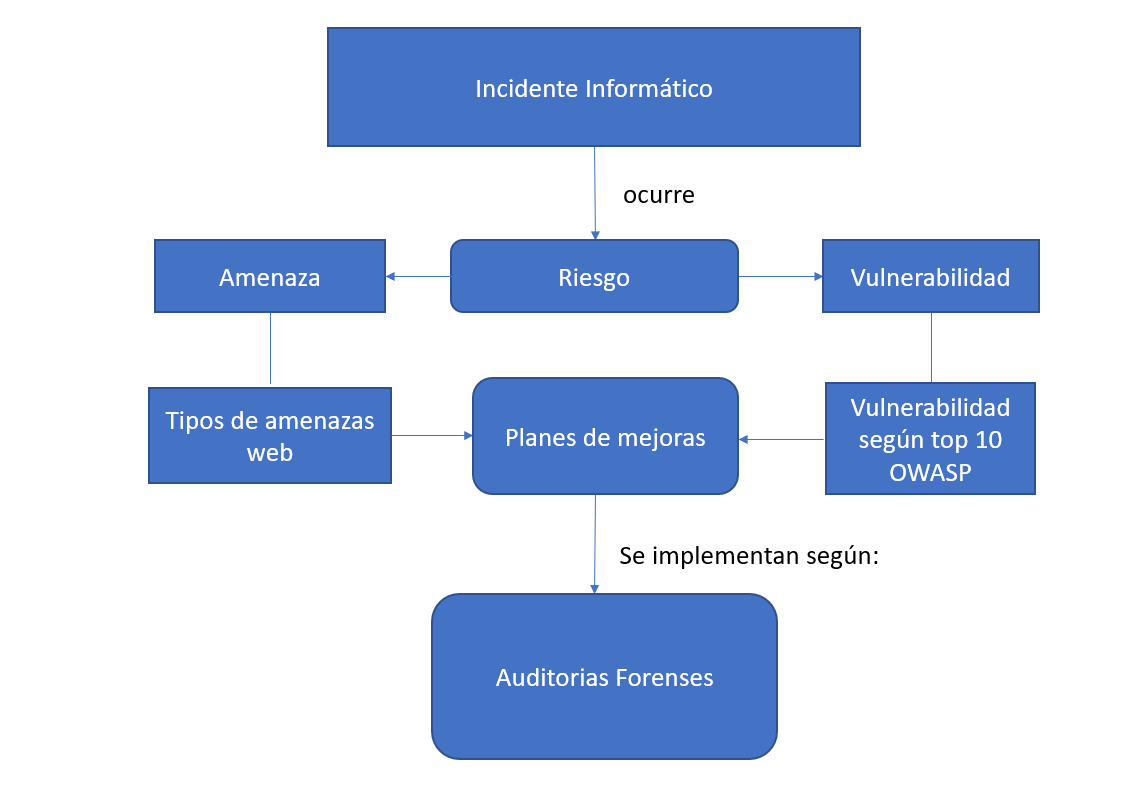 Incidente Informático
ocurre
Amenaza
Riesgo
Vulnerabilidad
Tipos de amenazas
web
Planes de mejoras
Vulnerabilidad
según top 10
OWASP
Se implementan según:
Auditorias Forenses